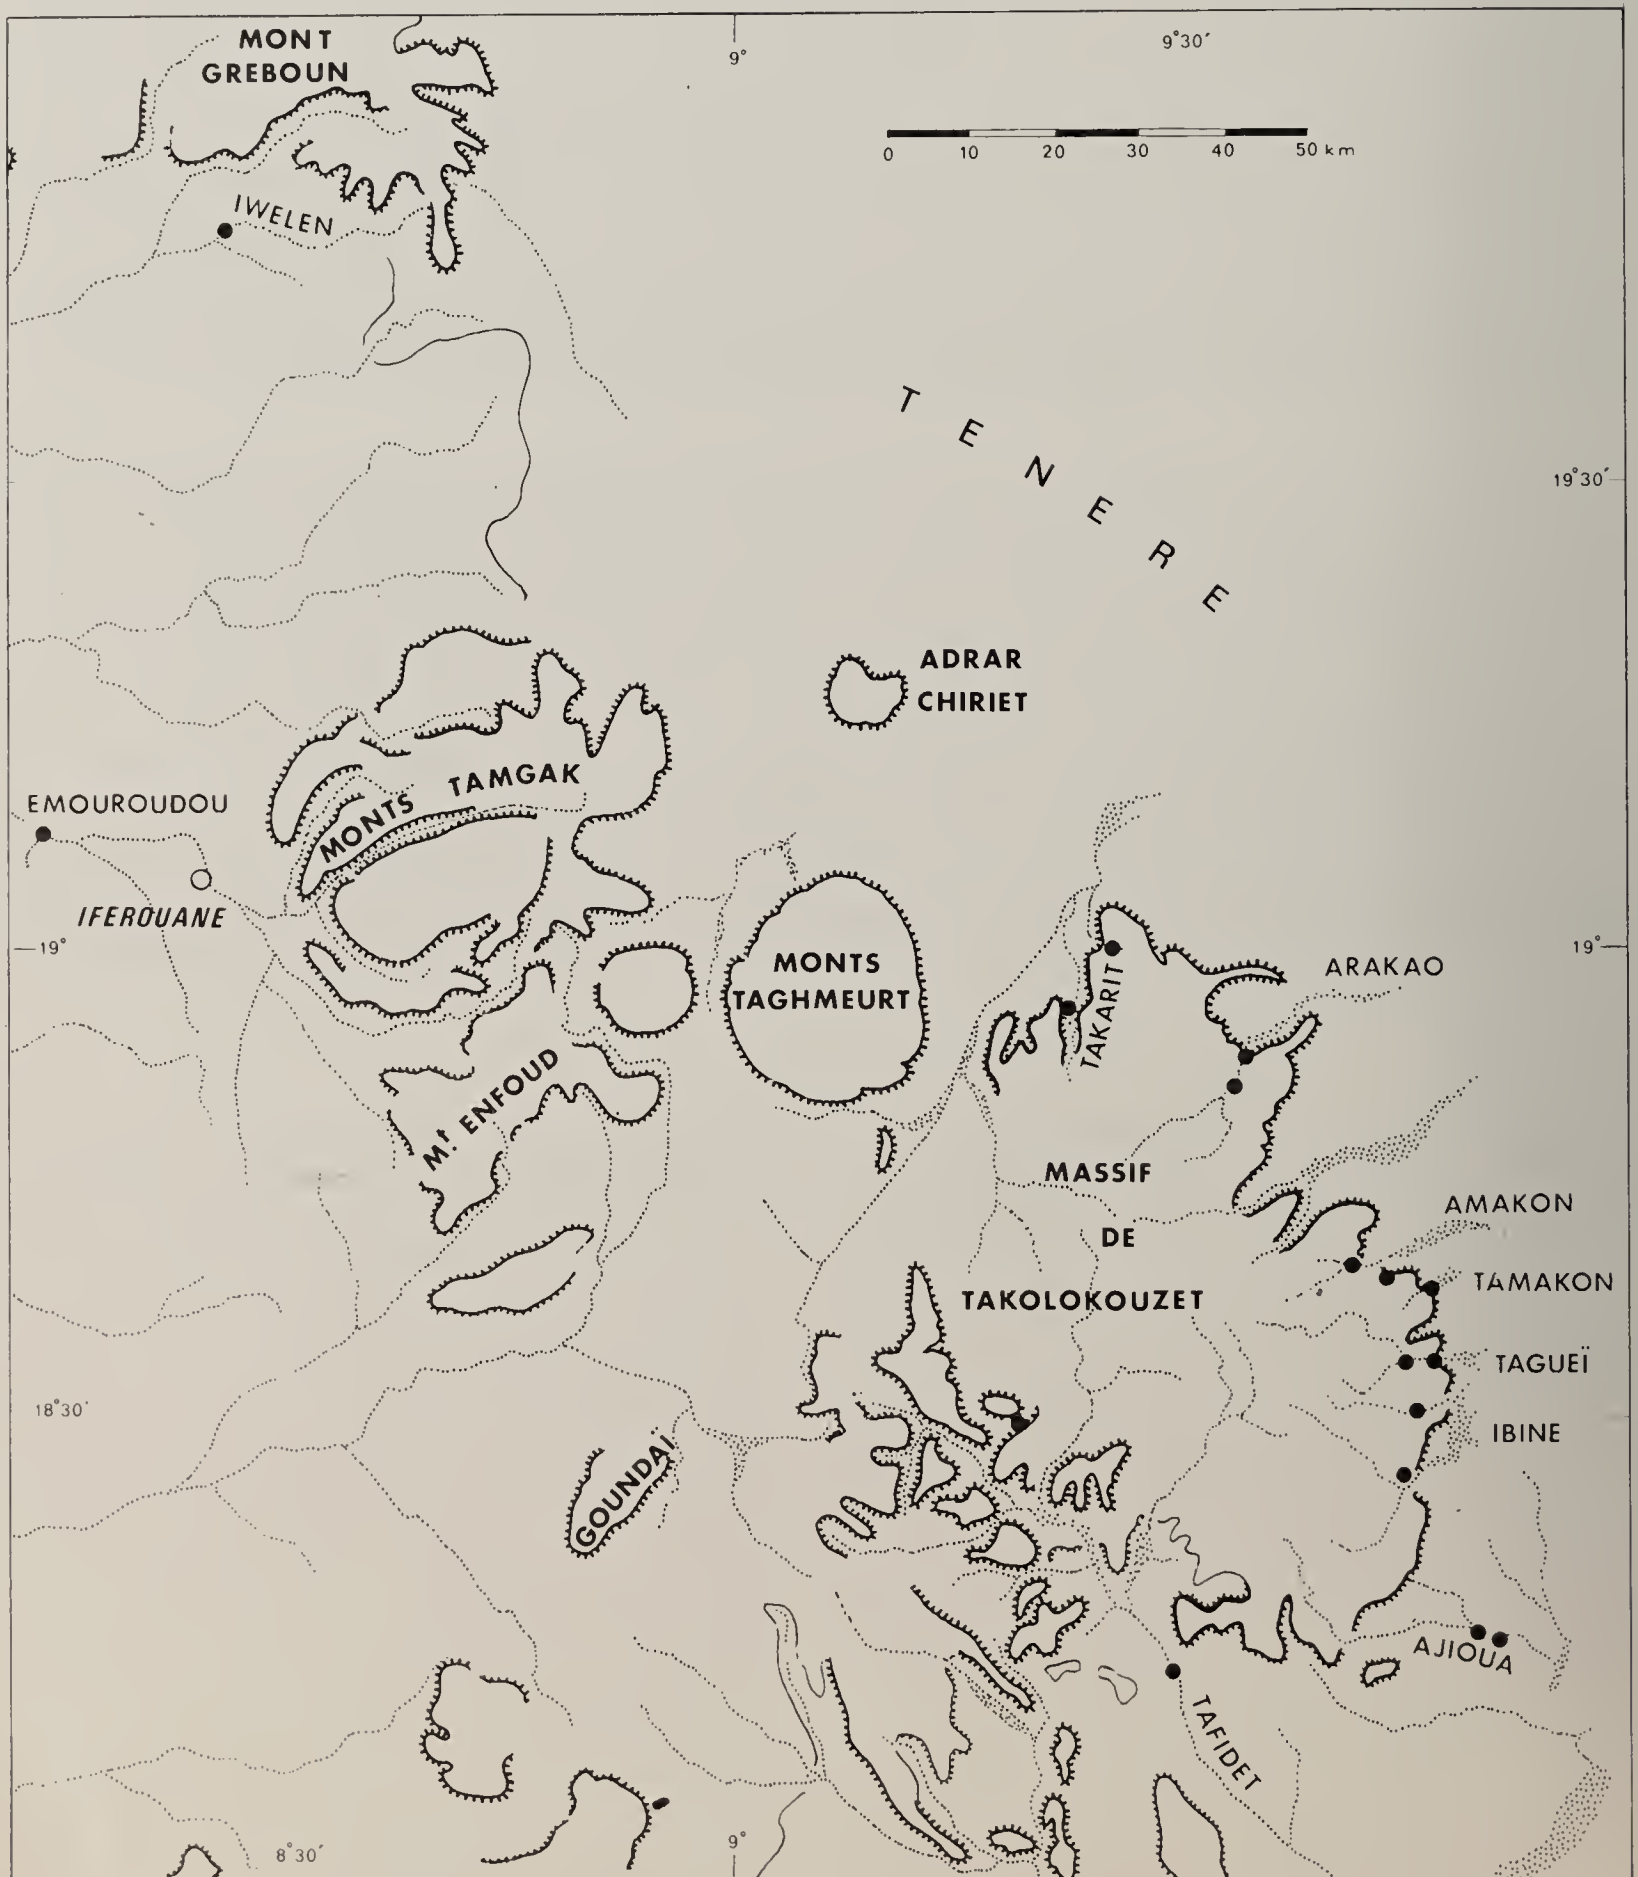 MONT
GREBOUN
9°
9°30′
0 10 20 30 40 50 km
IWELEN
TENERE
19°30′
ADRAR
CHIRIET
MONTS TAMGAK
EMOUROUDOU
IFEROUANE
19°
19°
MONTS
TAGHMEURT
TAKARIT
ARAKAO
Mt ENFOUD
MASSIF
DE
TAKOLOKOUZET
AMAKON
TAMAKON
TAGUEÏ
18°30′
IBINE
GOUNDAÏ
AJIOUA
TAFIDET
8°30′
9°